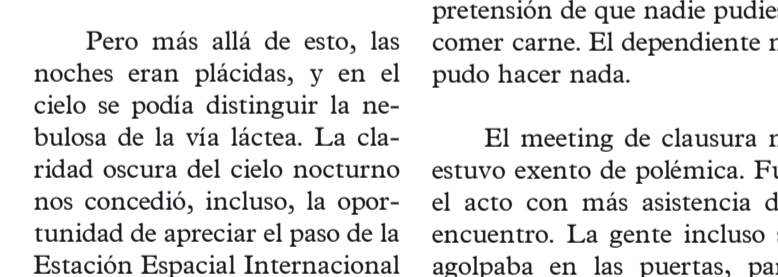 Pero más allá de esto, las
noches eran plácidas, y en el
cielo se podía distinguir la ne-
bulosa de la vía láctea. La cla-
ridad oscura del cielo nocturno
nos concedió, incluso, la opor-
tunidad de apreciar el paso de la
Estación Espacial Internacional
pretensión de que nadie
comer carne. El dependiente
pudo hacer nada.
El meeting de clausura
estuvo exento de polémica.
el acto con más asistencia
encuentro. La gente incluso
agolpaba en las puertas,